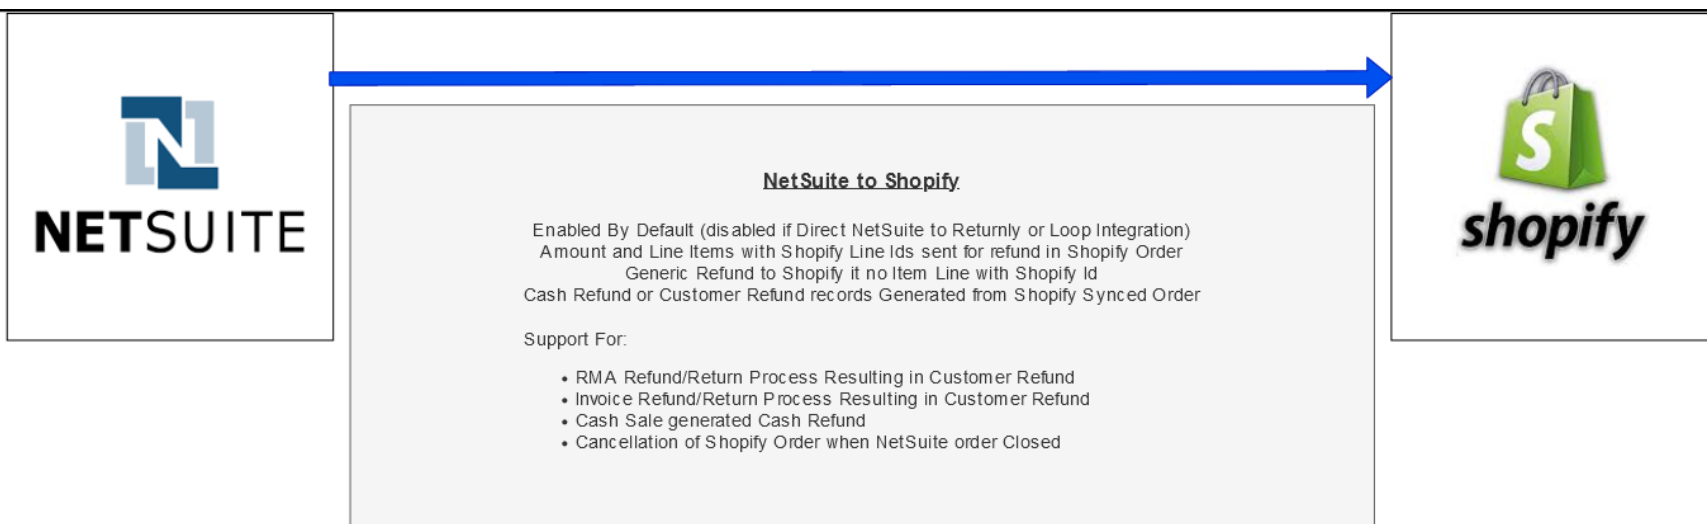 NETSUITE
NetSuite to Shopify
Enabled By Default (disabled if Direct NetSuite to Returnly or Loop Integration)
Amount and Line Items with Shopify Line Ids sent for refund in Shopify Order
Generic Refund to Shopify it no Item Line with Shopify Id
Cash Refund or Customer Refund records Generated from Shopify Synced Order
Support For:
• RMA Refund/Return Process Resulting in Customer Refund
• Invoice Refund/Return Process Resulting in Customer Refund
• Cash Sale generated Cash Refund
• Cancellation of Shopify Order when NetSuite order Closed
shopify